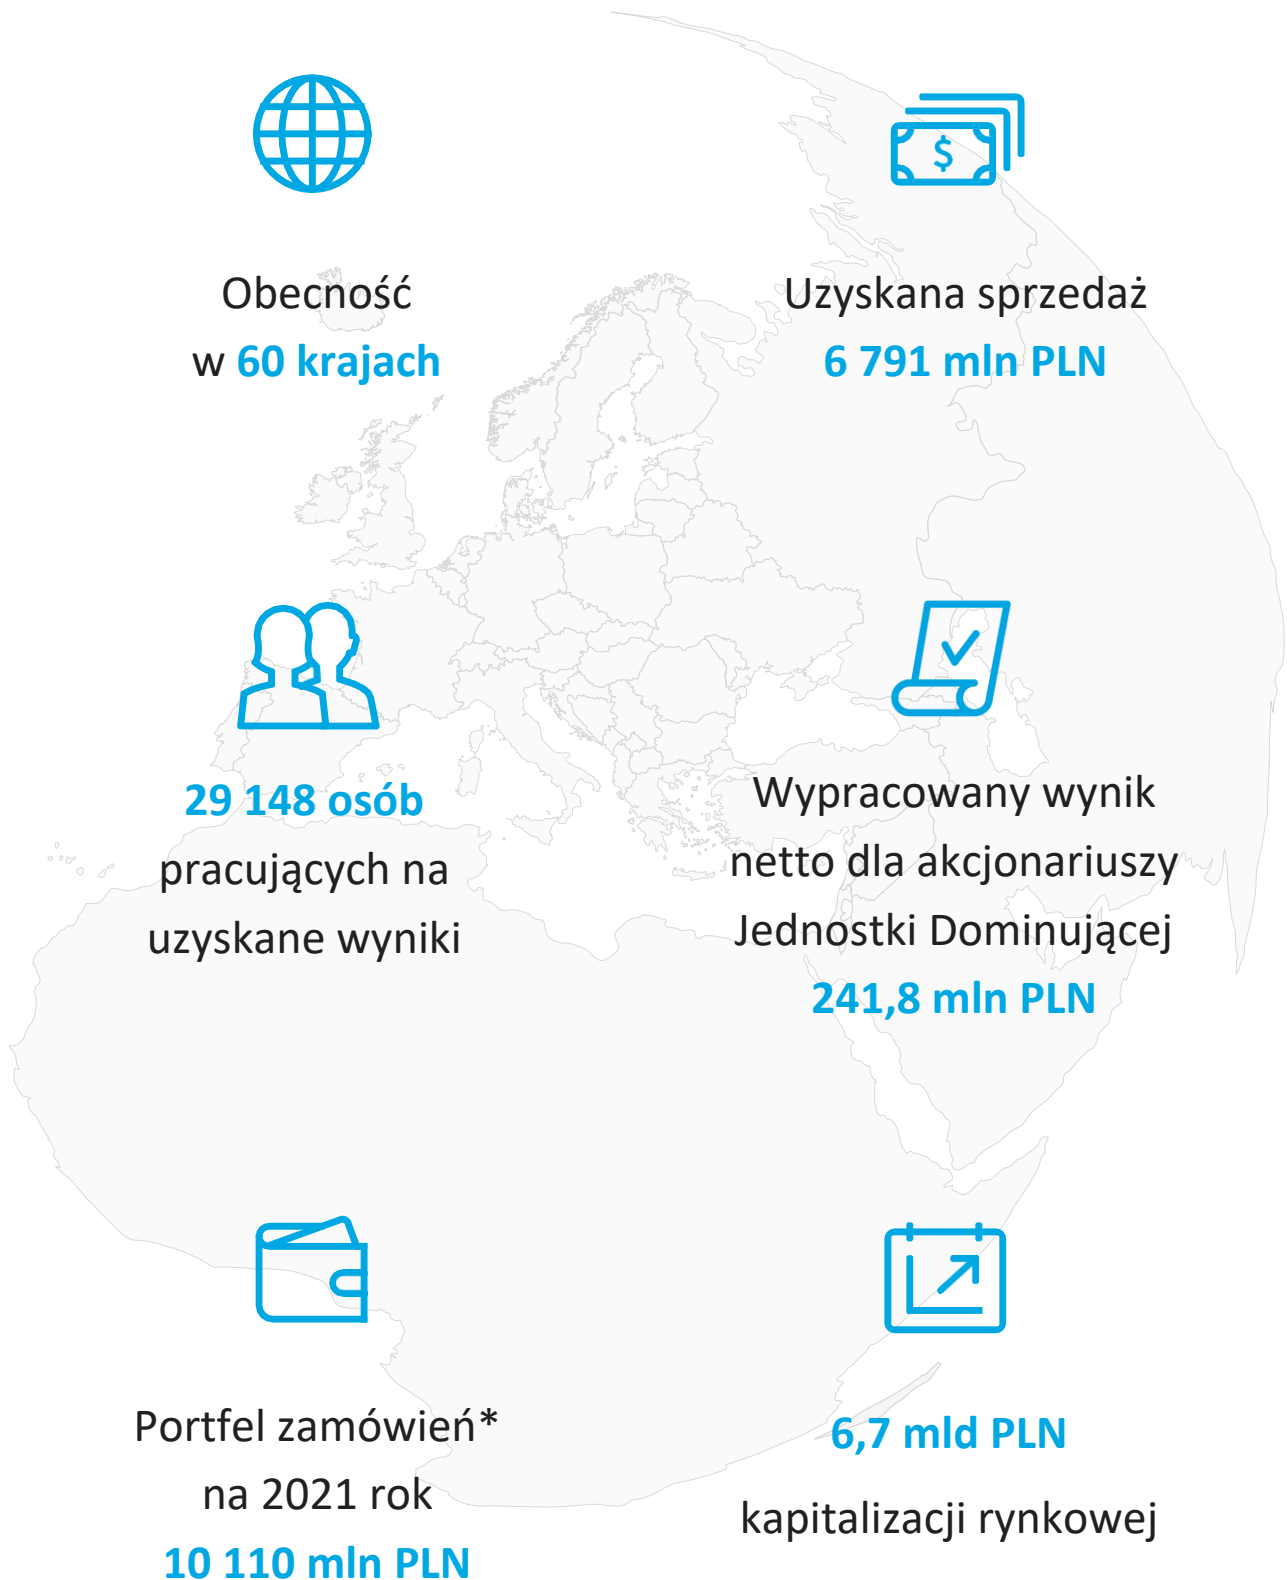 Obecność
w 60 krajach
Uzyskana sprzedaż
6 791 mln PLN
29 148 osób
pracujących na
uzyskane wyniki
Wypracowany wynik
netto dla akcjonariuszy
Jednostki Dominującej
241,8 mln PLN
Portfel zamówień*
na 2021 rok
10 110 mln PLN
6,7 mld PLN
kapitalizacji rynkowej